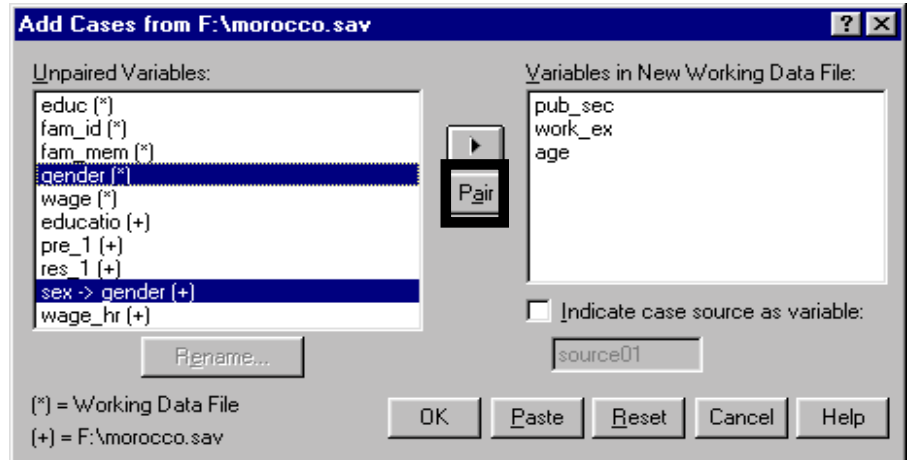 Add Cases from F:\morocco.sav
Unpaired Variables:
educ (*)
fam_id (*)
fam_mem (*)
gender (*)
wage (*)
educatio (+)
pre_1 (+)
res_1 (+)
sex -> gender (+)
wage_hr (+)
Rename...
(*) = Working Data File
(+) = F:\morocco.sav
Pair
Variables in New Working Data File:
pub_sec
work_ex
age
Indicate case source as variable:
source01
OK Paste Reset Cancel Help